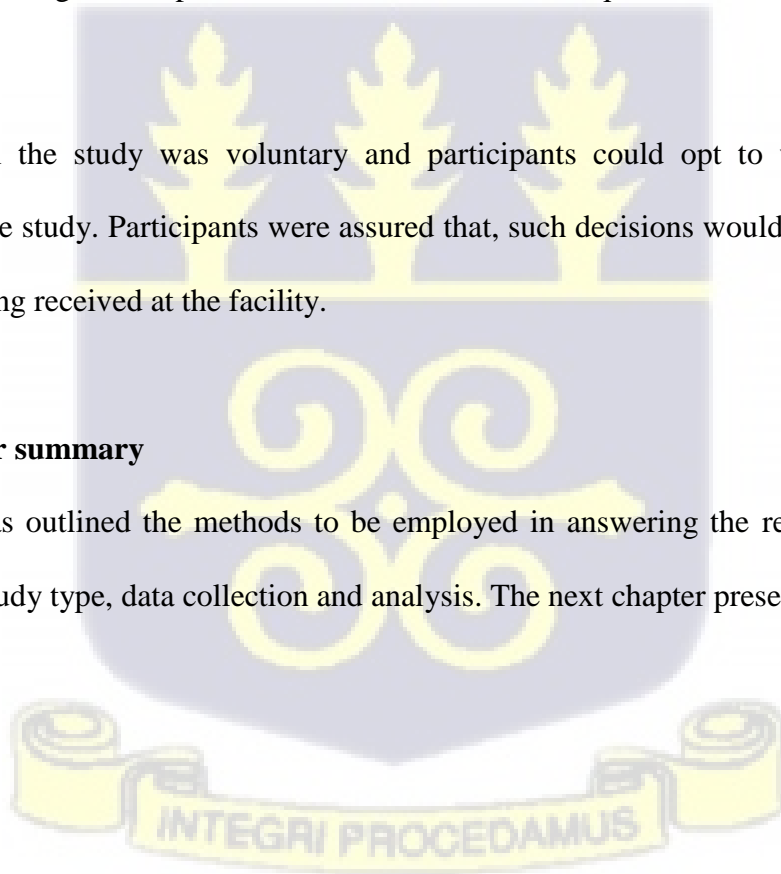 the study was voluntary and participants could opt to
e study. Participants were assured that, such decisions would
ng received at the facility.
r summary
as outlined the methods to be employed in answering the re
udy type, data collection and analysis. The next chapter prese
INTEGRI PROCEDAMUS